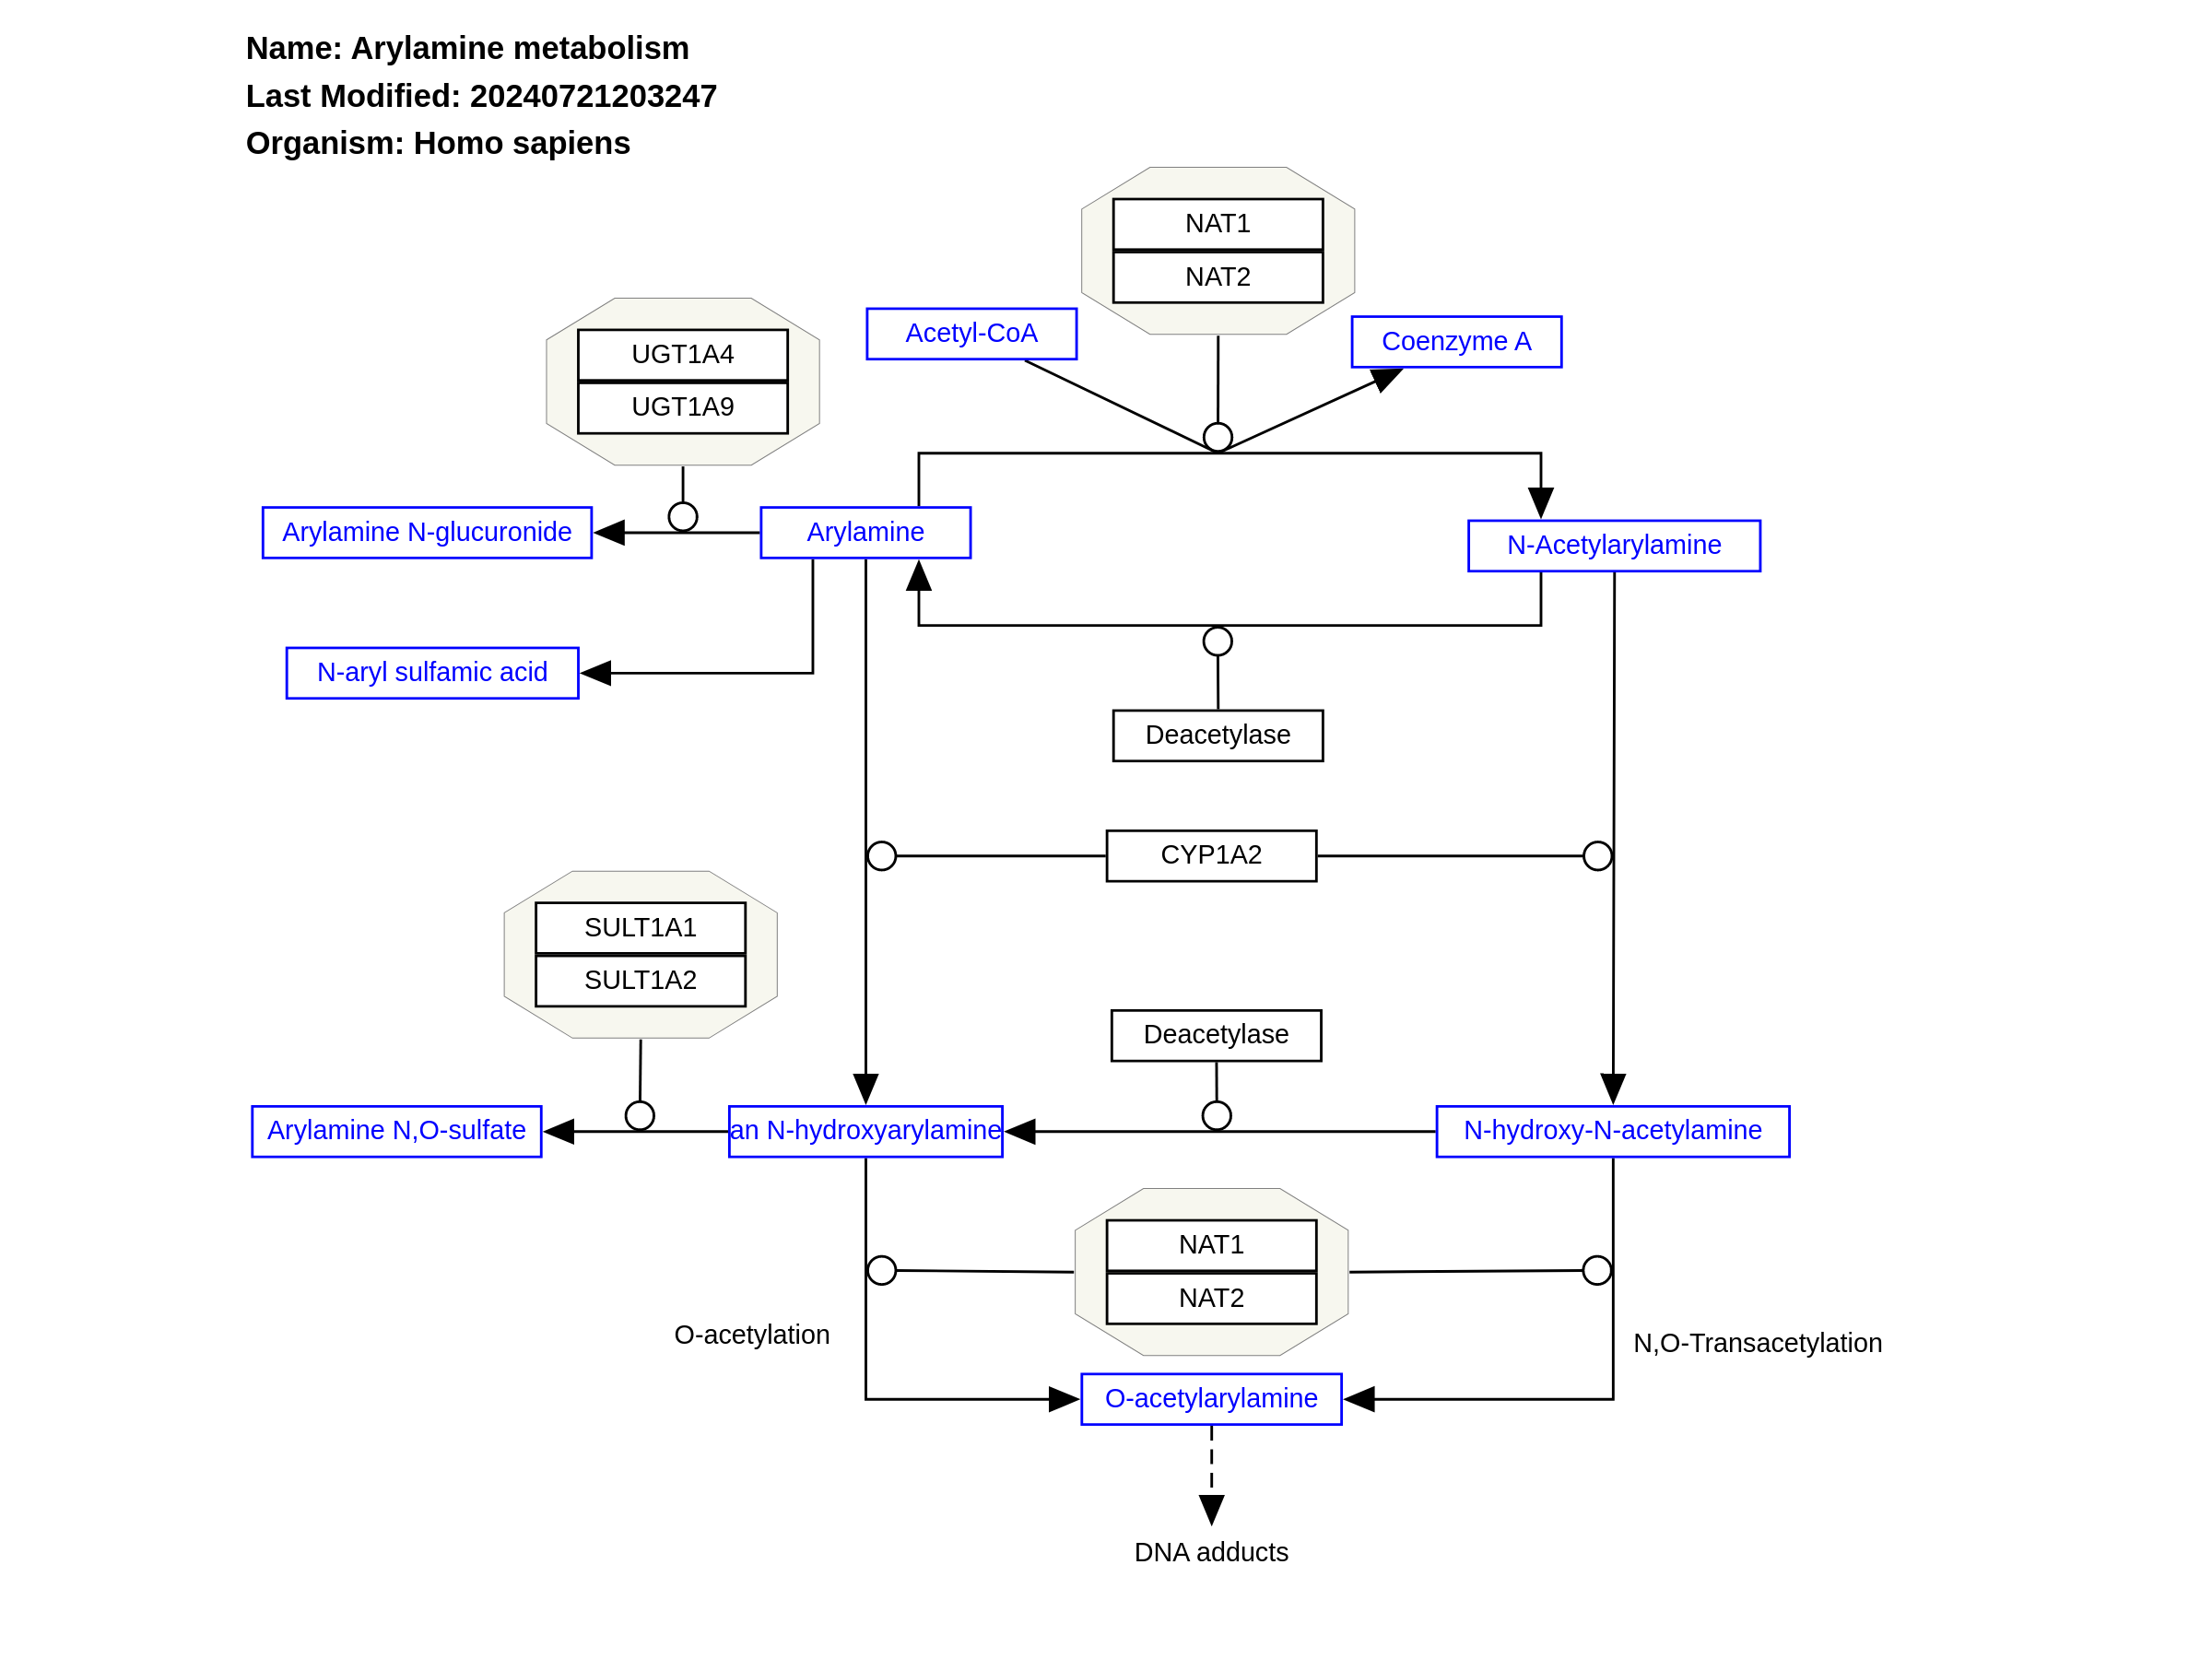 Name: Arylamine metabolism
Last Modified: 20240721203247
Organism: Homo sapiens
NAT1
NAT2
Acetyl-CoA
Coenzyme A
UGT1A4
UGT1A9
Arylamine N-glucuronide
Arylamine
N-Acetylarylamine
N-aryl sulfamic acid
Deacetylase
CYP1A2
SULT1A1
SULT1A2
Deacetylase
Arylamine N,O-sulfate
an N-hydroxyarylamine
N-hydroxy-N-acetylamine
NAT1
NAT2
O-acetylation
N,O-Transacetylation
O-acetylarylamine
DNA adducts